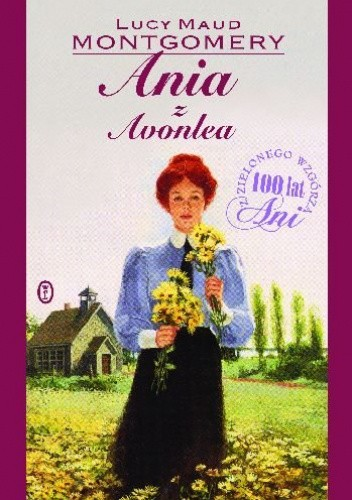 LUCY MAUD
MONTGOMERY
Ania
z
Avonlea
Z ZIELONEGO WZGÓRZA
100 lat
Ani